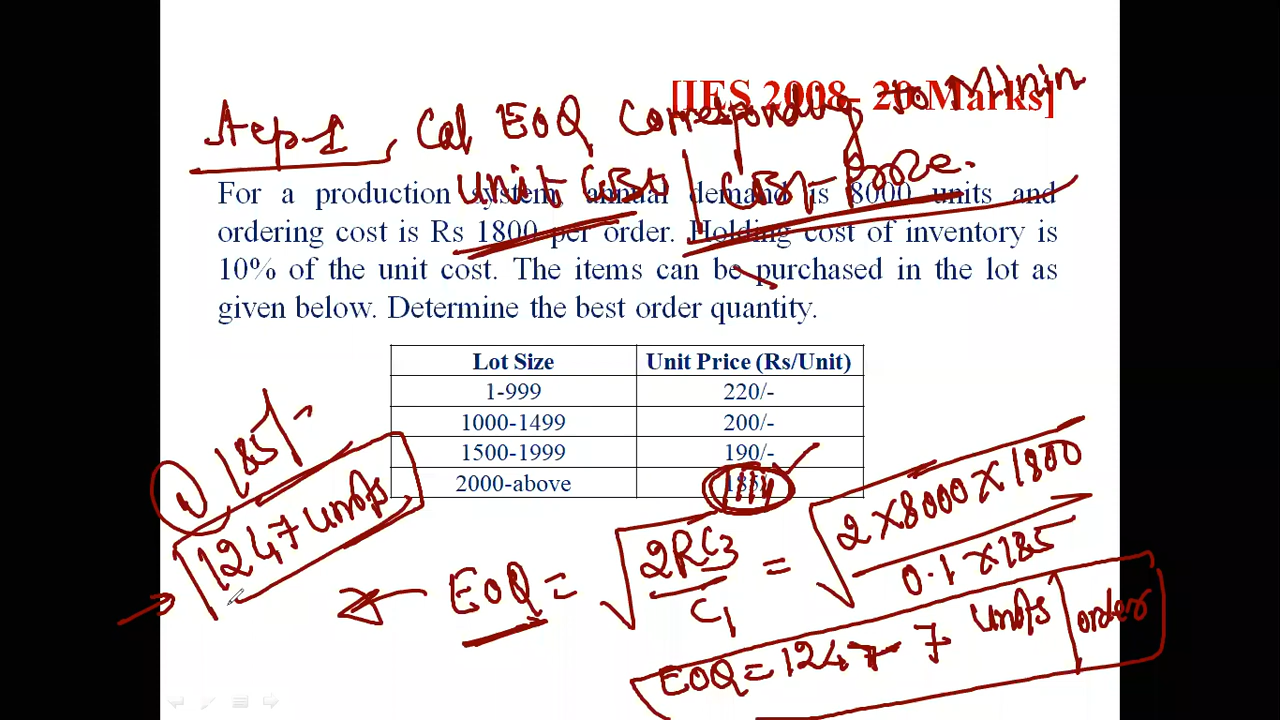 [IES 2008- 20 Marks]
Step-1, Cal EOQ Corresponding to Minin
unit Cost | Cost-Prize.
For a production system, annual demand is 8000 units and
ordering cost is Rs 1800 per order. Holding cost of inventory is
10% of the unit cost. The items can be purchased in the lot as
given below. Determine the best order quantity.
Lot Size Unit Price (Rs/Unit)
1-999 220/-
1000-1499 200/-
1500-1999 190/-
2000-above 185/-
185/-
1247 units
EOQ = √2RC3/C1 = √2×8000×1800/0.1×185
EOQ = 1247.7 units/order